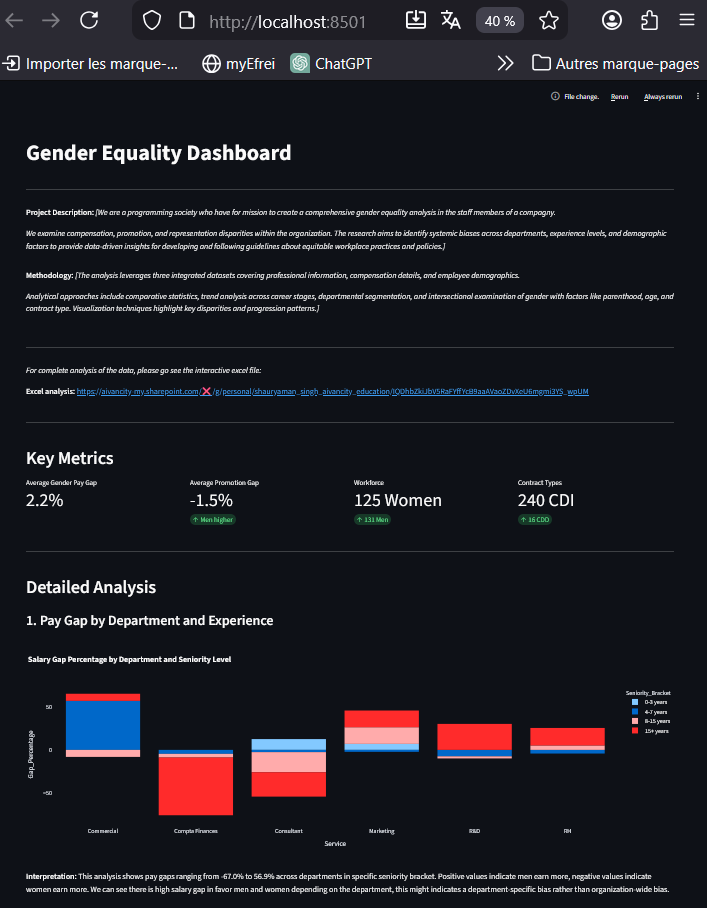 http://localhost:8501
40 %
Importer les marque-...
myEfrei
ChatGPT
Autres marque-pages
File change.
Rerun
Always rerun
Gender Equality Dashboard
Project Description: [We are a programming society who have for mission to create a comprehensive gender equality analysis in the staff members of a compagny.
We examine compensation, promotion, and representation disparities within the organization. The research aims to identify systemic biases across departments, experience levels, and demographic
factors to provide data-driven insights for developing and following guidelines about equitable workplace practices and policies.]
Methodology: [The analysis leverages three integrated datasets covering professional information, compensation details, and employee demographics.
Analytical approaches include comparative statistics, trend analysis across career stages, departmental segmentation, and intersectional examination of gender with factors like parenthood, age, and
contract type. Visualization techniques highlight key disparities and progression patterns.]
For complete analysis of the data, please go see the interactive excel file:
Excel analysis: https://aivancity-my.sharepoint.com/❌/g/personal/shauryaman_singh_aivancity_education/
Key Metrics
Average Gender Pay Gap
Average Promotion Gap
Workforce
Contract Types
2.2%
-1.5%
125 Women
240 CDI
↑ Men higher
↑ 131 Men
↑ 16 CDD
Detailed Analysis
1. Pay Gap by Department and Experience
Salary Gap Percentage by Department and Seniority Level
Seniority_Bracket
0-3 years
4-7 years
8-15 years
15+ years
50
0
−50
Gap_Percentage
Commercial
Compta Finances
Consultant
Marketing
R&D
RH
Service
Interpretation: This analysis shows pay gaps ranging from -67.0% to 56.9% across departments in specific seniority bracket. Positive values indicate men earn more, negative values indicate
women earn more. We can see there is high salary gap in favor men and women depending on the department, this might indicates a department-specific bias rather than organization-wide bias.